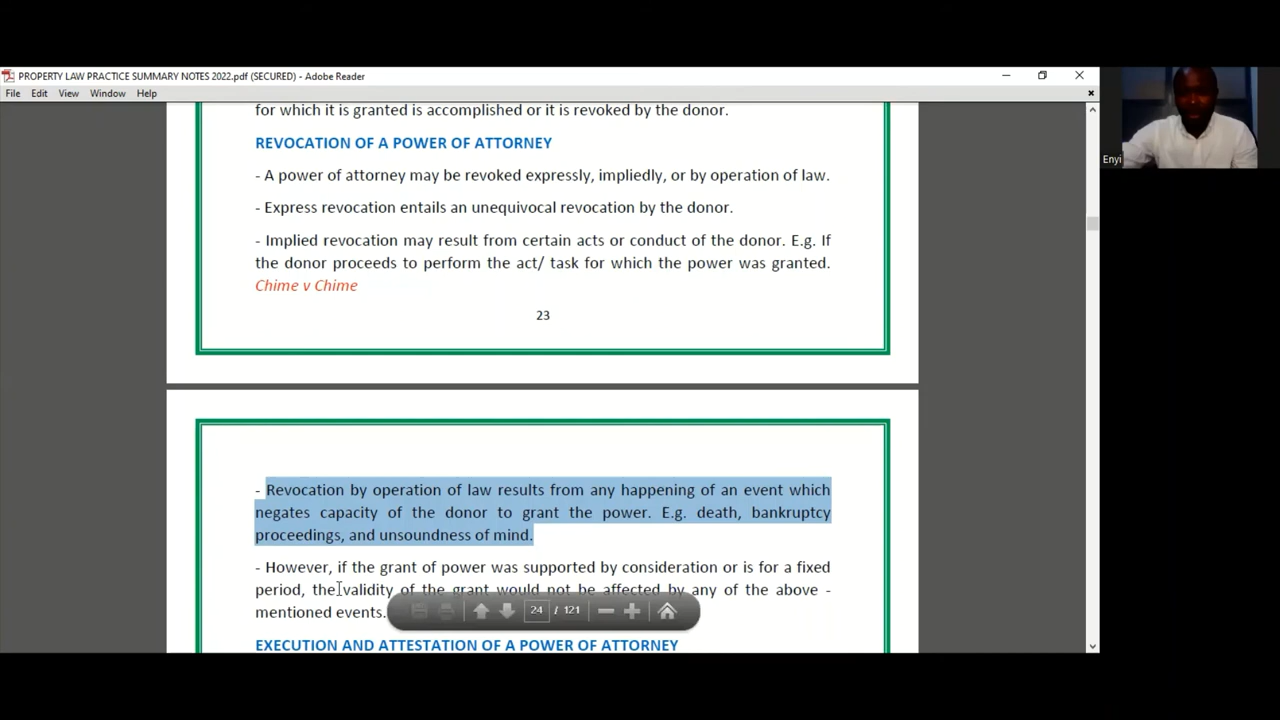 PROPERTY LAW PRACTICE SUMMARY NOTES 2022.pdf (SECURED) - Adobe Reader
File Edit View Window Help
for which it is granted is accomplished or it is revoked by the donor.
REVOCATION OF A POWER OF ATTORNEY
- A power of attorney may be revoked expressly, impliedly, or by operation of law.
- Express revocation entails an unequivocal revocation by the donor.
- Implied revocation may result from certain acts or conduct of the donor. E.g. If
the donor proceeds to perform the act/ task for which the power was granted.
Chime v Chime
23
- Revocation by operation of law results from any happening of an event which
negates capacity of the donor to grant the power. E.g. death, bankruptcy
proceedings, and unsoundness of mind.
- However, if the grant of power was supported by consideration or is for a fixed
period, the validity of the grant would not be affected by any of the above -
mentioned events.
24 / 121
EXECUTION AND ATTESTATION OF A POWER OF ATTORNEY
Enyi